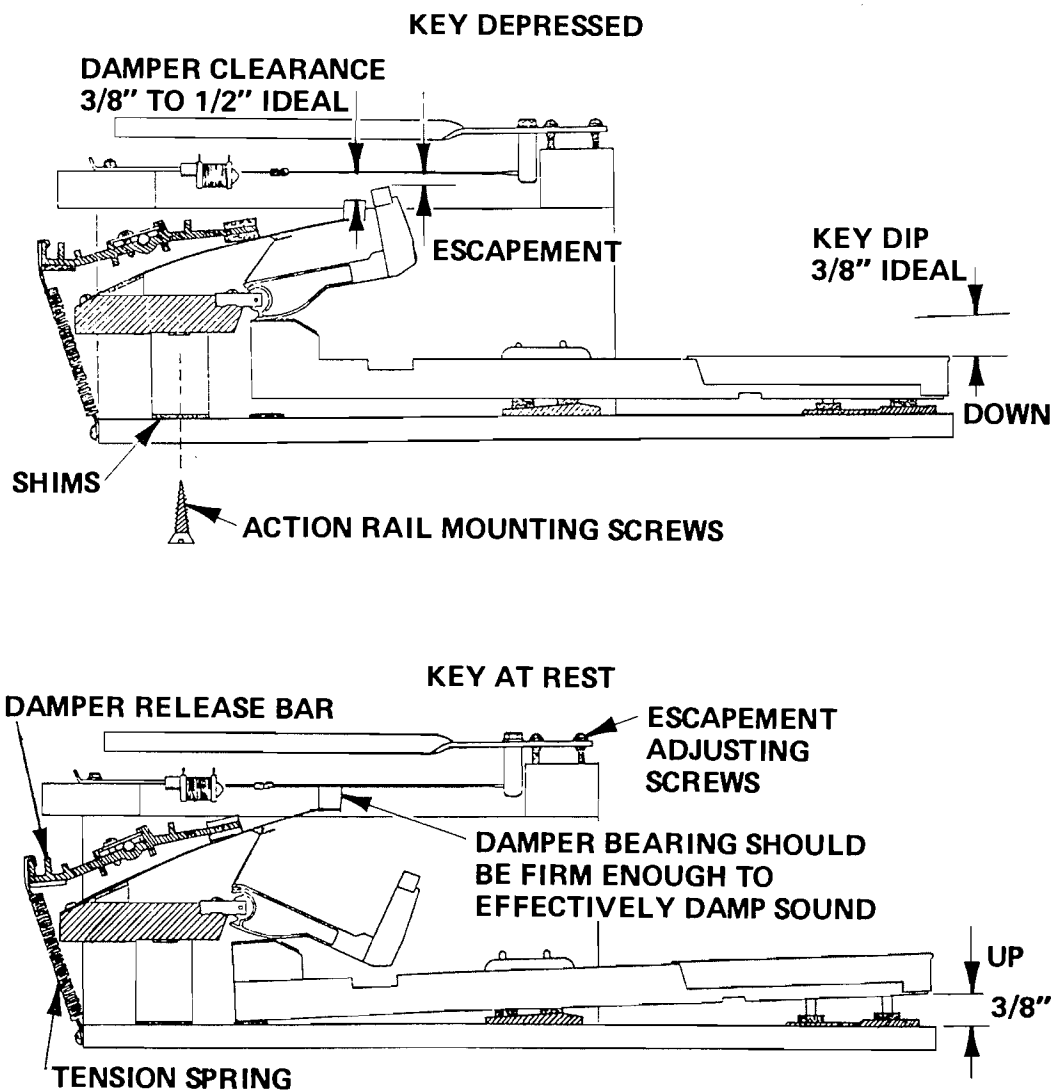 KEY DEPRESSED
DAMPER CLEARANCE
3/8" TO 1/2" IDEAL
ESCAPEMENT
KEY DIP
3/8" IDEAL
DOWN
SHIMS
ACTION RAIL MOUNTING SCREWS
KEY AT REST
DAMPER RELEASE BAR
ESCAPEMENT
ADJUSTING
SCREWS
DAMPER BEARING SHOULD
BE FIRM ENOUGH TO
EFFECTIVELY DAMP SOUND
UP
3/8"
TENSION SPRING